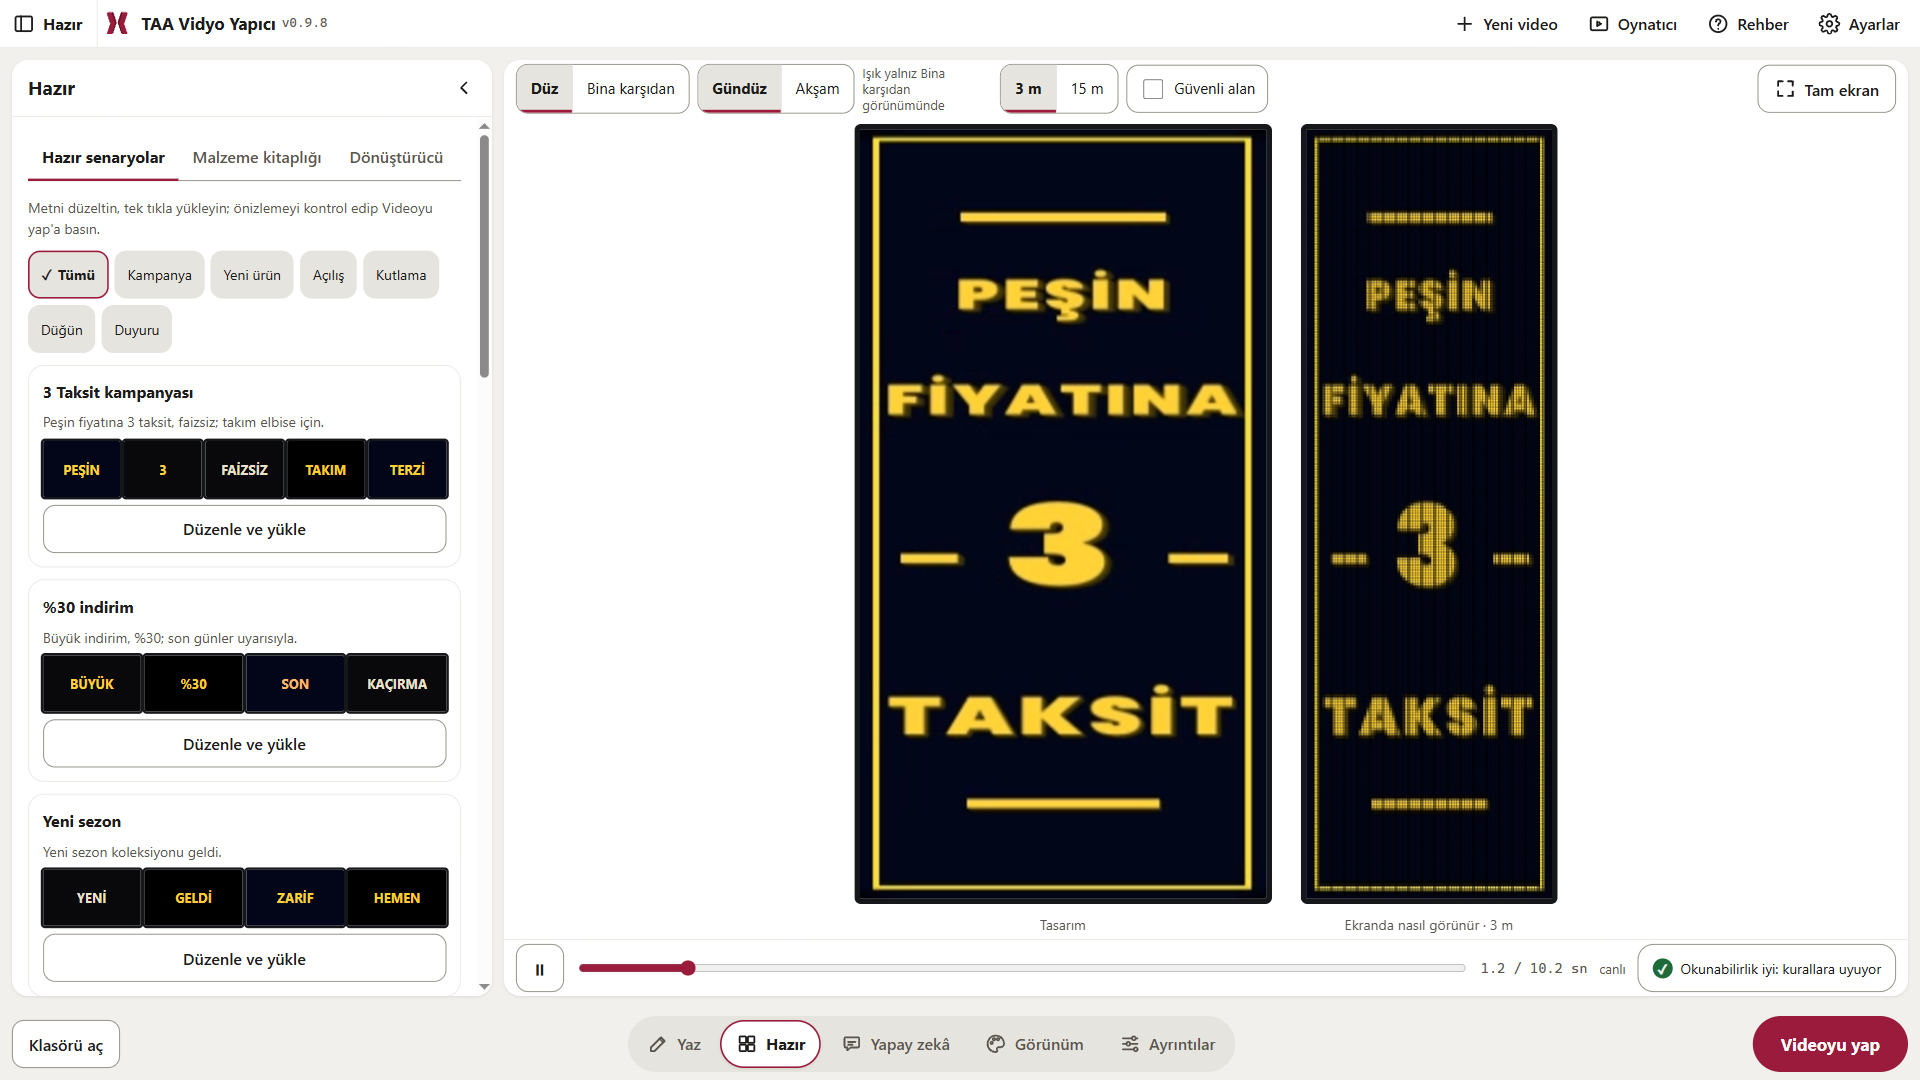 Hazır
TAA Vidyo Yapıcı v0.9.8
Yeni video
Oynatıcı
Rehber
Ayarlar
Hazır
Hazır senaryolar
Malzeme kitaplığı
Dönüştürücü
Metni düzeltin, tek tıkla yükleyin; önizlemeyi kontrol edip Videoyu
yap'a basın.
✓ Tümü
Kampanya
Yeni ürün
Açılış
Kutlama
Düğün
Duyuru
3 Taksit kampanyası
Peşin fiyatına 3 taksit, faizsiz; takım elbise için.
PEŞİN
3
FAİZSİZ
TAKIM
TERZİ
Düzenle ve yükle
%30 indirim
Büyük indirim, %30; son günler uyarısıyla.
BÜYÜK
%30
SON
KAÇIRMA
Düzenle ve yükle
Yeni sezon
Yeni sezon koleksiyonu geldi.
YENİ
GELDİ
ZARİF
HEMEN
Düzenle ve yükle
Düz
Bina karşıdan
Gündüz
Akşam
Işık yalnız Bina
karşıdan
görünümünde
3 m
15 m
Güvenli alan
Tam ekran
PEŞİN
FİYATINA
3
TAKSİT
Tasarım
PEŞİN
FİYATINA
3
TAKSİT
Ekranda nasıl görünür · 3 m
1.2 / 10.2 sn
canlı
Okunabilirlik iyi: kurallara uyuyor
Klasörü aç
Yaz
Hazır
Yapay zekâ
Görünüm
Ayrıntılar
Videoyu yap